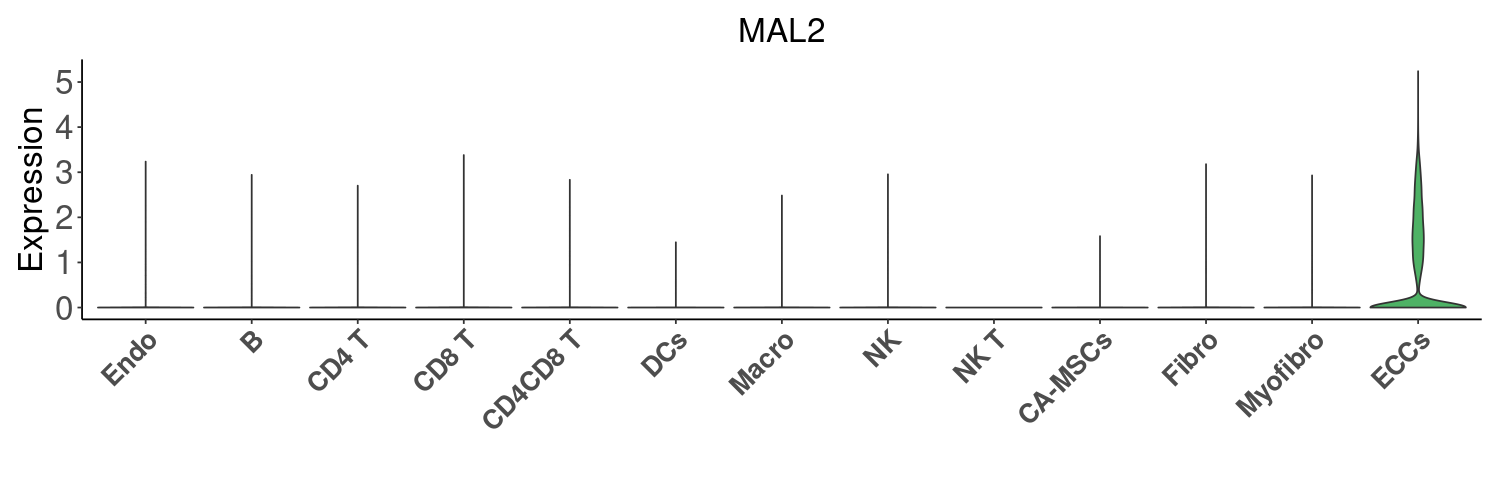 MAL2
Expression
5
4
3
2
1
0
Endo
B
CD4 T
CD8 T
CD4CD8 T
DCs
Macro
NK
NK T
CA-MSCs
Fibro
Myofibro
ECCs